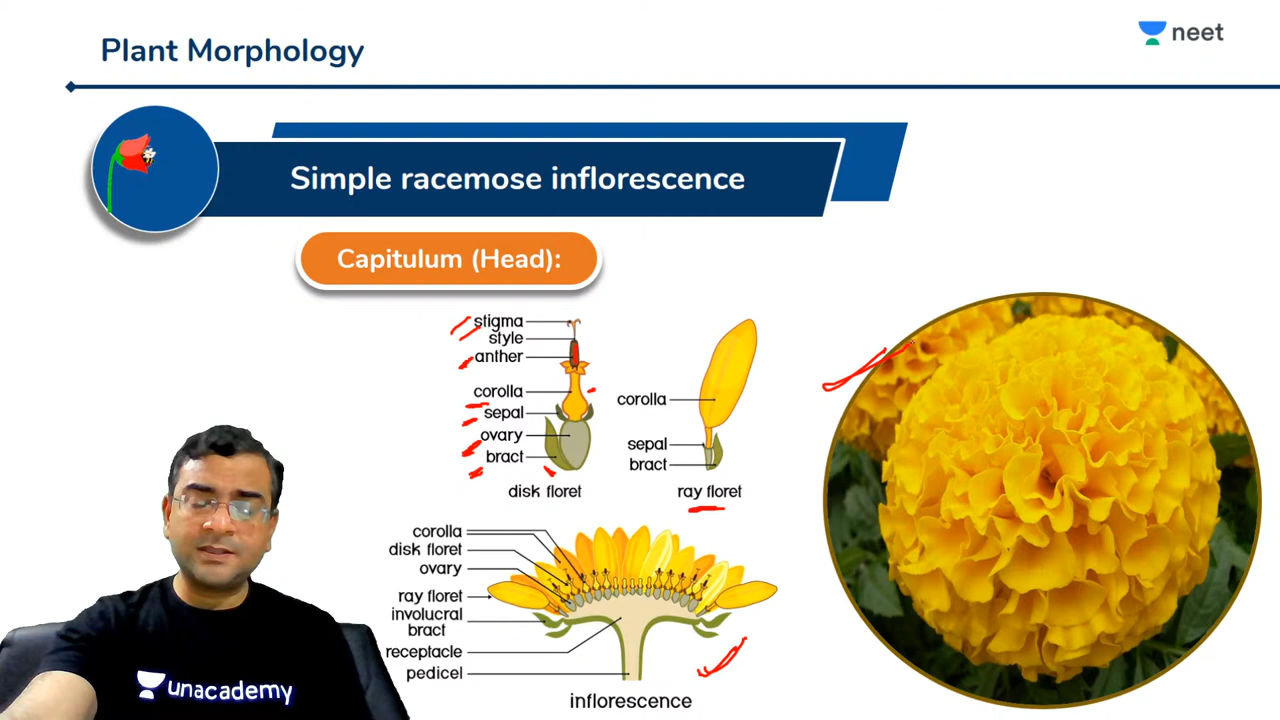 Plant Morphology
neet
Simple racemose inflorescence
Capitulum (Head):
stigma
style
anther
corolla
sepal
ovary
bract
disk floret
corolla
sepal
bract
ray floret
corolla
disk floret
ovary
ray floret
involucral
bract
receptacle
pedicel
inflorescence
unacademy